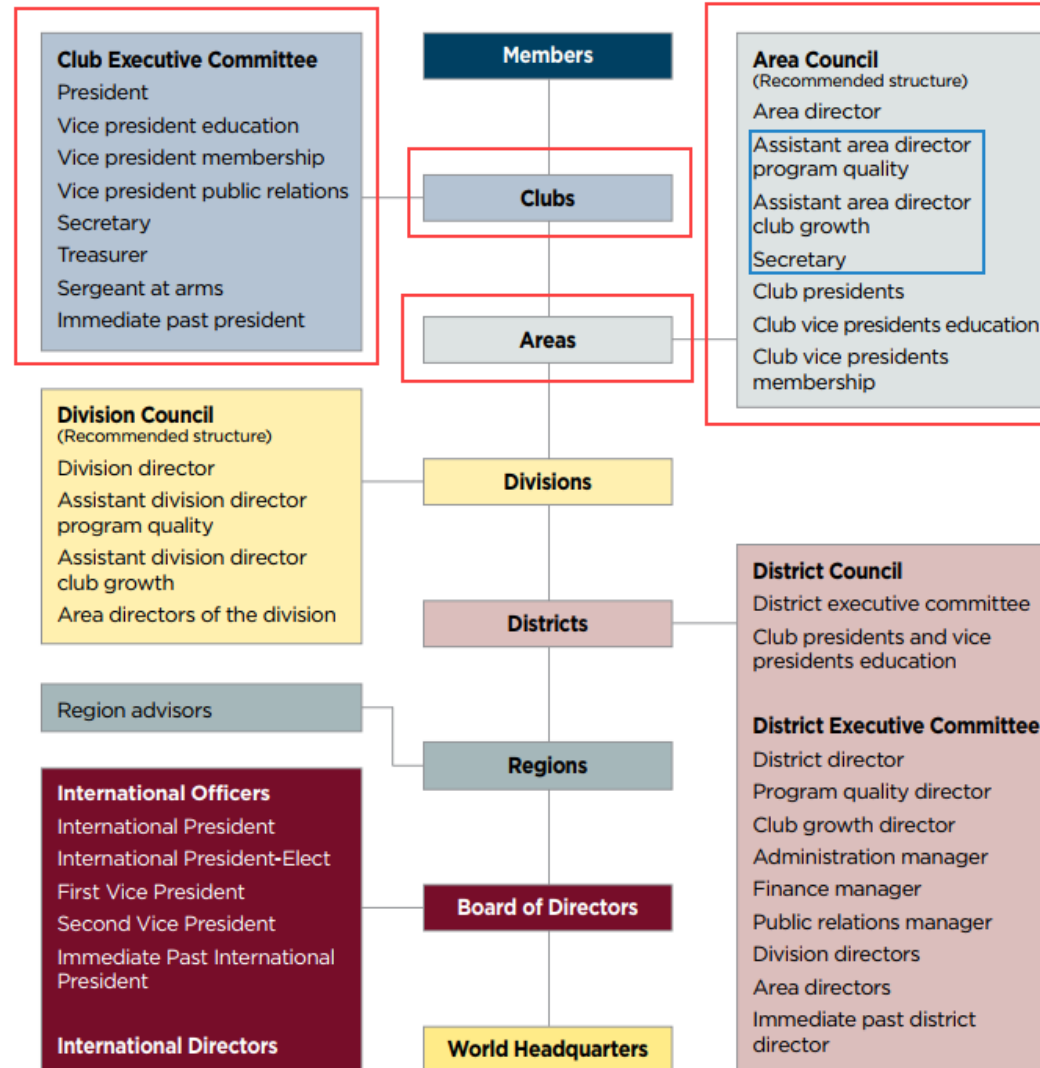 Club Executive Committee
President
Vice president education
Vice president membership
Vice president public relations
Secretary
Treasurer
Sergeant at arms
Immediate past president
Members
Clubs
Areas
Area Council
(Recommended structure)
Area director
Assistant area director
program quality
Assistant area director
club growth
Secretary
Club presidents
Club vice presidents education
Club vice presidents
membership
Division Council
(Recommended structure)
Division director
Assistant division director
program quality
Assistant division director
club growth
Area directors of the division
Divisions
Districts
District Council
District executive committee
Club presidents and vice
presidents education
District Executive Committee
District director
Program quality director
Club growth director
Administration manager
Finance manager
Public relations manager
Division directors
Area directors
Immediate past district
director
Region advisors
Regions
International Officers
International President
International President-Elect
First Vice President
Second Vice President
Immediate Past International
President
International Directors
Board of Directors
World Headquarters